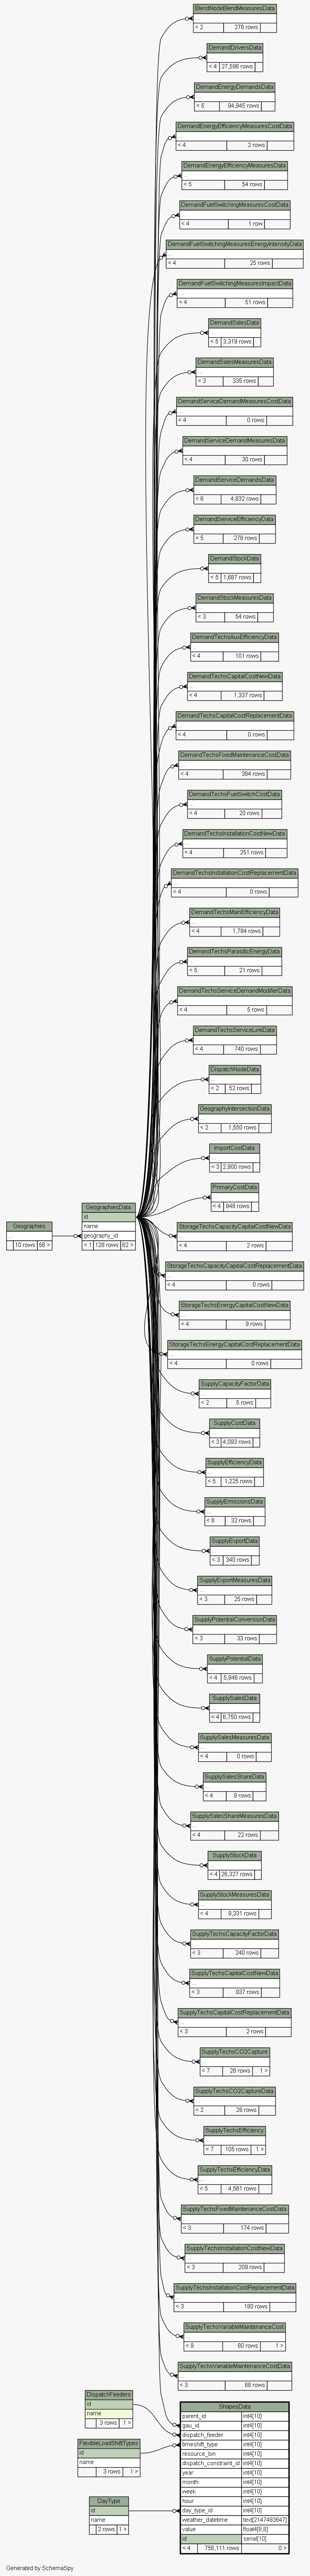 BlendNodeBlendMeasuresData
...
< 2 278 rows
DemandDriversData
...
< 4 27,598 rows
DemandEnergyDemandsData
...
< 5 94,945 rows
DemandEnergyEfficiencyMeasuresCostData
...
< 4 2 rows
DemandEnergyEfficiencyMeasuresData
...
< 5 54 rows
DemandFuelSwitchingMeasuresCostData
...
< 4 1 row
DemandFuelSwitchingMeasuresEnergyIntensityData
...
< 4 25 rows
DemandFuelSwitchingMeasuresImpactData
...
< 4 51 rows
DemandSalesData
...
< 5 3,319 rows
DemandSalesMeasuresData
...
< 3 335 rows
DemandServiceDemandMeasuresCostData
...
< 4 0 rows
DemandServiceDemandMeasuresData
...
< 4 30 rows
DemandServiceDemandsData
...
< 6 4,832 rows
DemandServiceEfficiencyData
...
< 5 278 rows
DemandStockData
...
< 5 1,687 rows
DemandStockMeasuresData
...
< 3 54 rows
DemandTechsAuxEfficiencyData
...
< 4 101 rows
DemandTechsCapitalCostNewData
...
< 4 1,337 rows
DemandTechsCapitalCostReplacementData
...
< 4 0 rows
DemandTechsFixedMaintenanceCostData
...
< 4 364 rows
DemandTechsFuelSwitchCostData
...
< 4 20 rows
DemandTechsInstallationCostNewData
...
< 4 251 rows
DemandTechsInstallationCostReplacementData
...
< 4 0 rows
DemandTechsMainEfficiencyData
...
< 4 1,784 rows
DemandTechsParasiticEnergyData
...
< 5 21 rows
DemandTechsServiceDemandModifierData
...
< 4 5 rows
DemandTechsServiceLinkData
...
< 4 740 rows
DispatchNodeData
...
< 2 52 rows
GeographyIntersectionData
...
< 2 1,550 rows
ImportCostData
...
< 3 2,900 rows
PrimaryCostData
...
< 4 948 rows
Geographies
...
10 rows 56 >
GeographiesData
id
name
geography_id
< 1 128 rows 62 >
StorageTechsCapacityCapitalCostNewData
...
< 4 2 rows
StorageTechsCapacityCapitalCostReplacementData
...
< 4 0 rows
StorageTechsEnergyCapitalCostNewData
...
< 4 9 rows
StorageTechsEnergyCapitalCostReplacementData
...
< 4 0 rows
SupplyCapacityFactorData
...
< 2 5 rows
SupplyCostData
...
< 3 4,093 rows
SupplyEfficiencyData
...
< 5 1,225 rows
SupplyEmissionsData
...
< 6 32 rows
SupplyExportData
...
< 3 340 rows
SupplyExportMeasuresData
...
< 3 25 rows
SupplyPotentialConversionData
...
< 3 33 rows
SupplyPotentialData
...
< 4 5,946 rows
SupplySalesData
...
< 4 6,750 rows
SupplySalesMeasuresData
...
< 4 0 rows
SupplySalesShareData
...
< 4 9 rows
SupplySalesShareMeasuresData
...
< 4 22 rows
SupplyStockData
...
< 4 26,327 rows
SupplyStockMeasuresData
...
< 4 9,331 rows
SupplyTechsCapacityFactorData
...
< 3 240 rows
SupplyTechsCapitalCostNewData
...
< 3 937 rows
SupplyTechsCapitalCostReplacementData
...
< 3 2 rows
SupplyTechsCO2Capture
...
< 7 28 rows 1 >
SupplyTechsCO2CaptureData
...
< 2 28 rows
SupplyTechsEfficiency
...
< 7 105 rows 1 >
SupplyTechsEfficiencyData
...
< 5 4,561 rows
SupplyTechsFixedMaintenanceCostData
...
< 3 174 rows
SupplyTechsInstallationCostNewData
...
< 3 209 rows
SupplyTechsInstallationCostReplacementData
...
< 3 180 rows
SupplyTechsVariableMaintenanceCost
...
< 9 80 rows 1 >
SupplyTechsVariableMaintenanceCostData
...
< 3 68 rows
DispatchFeeders
id
name
3 rows 1 >
FlexibleLoadShiftTypes
id
name
3 rows 1 >
DayType
id
name
2 rows 1 >
ShapesData
parent_id int4[10]
gau_id int4[10]
dispatch_feeder int4[10]
timeshift_type int4[10]
resource_bin int4[10]
dispatch_constraint_id int4[10]
year int4[10]
month int4[10]
week int4[10]
hour int4[10]
day_type_id int4[10]
weather_datetime text[2147483647]
value float4[8,8]
id serial[10]
< 4 756,111 rows 0 >
Generated by SchemaSpy